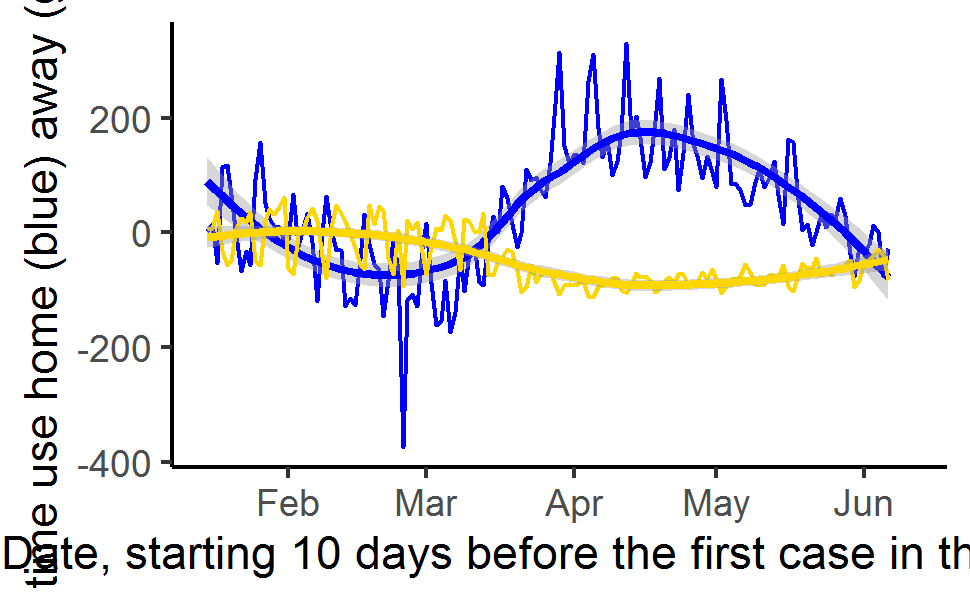 time use home (blue) away (
200
0
-200
-400
Feb Mar Apr May Jun
Date, starting 10 days before the first case in th